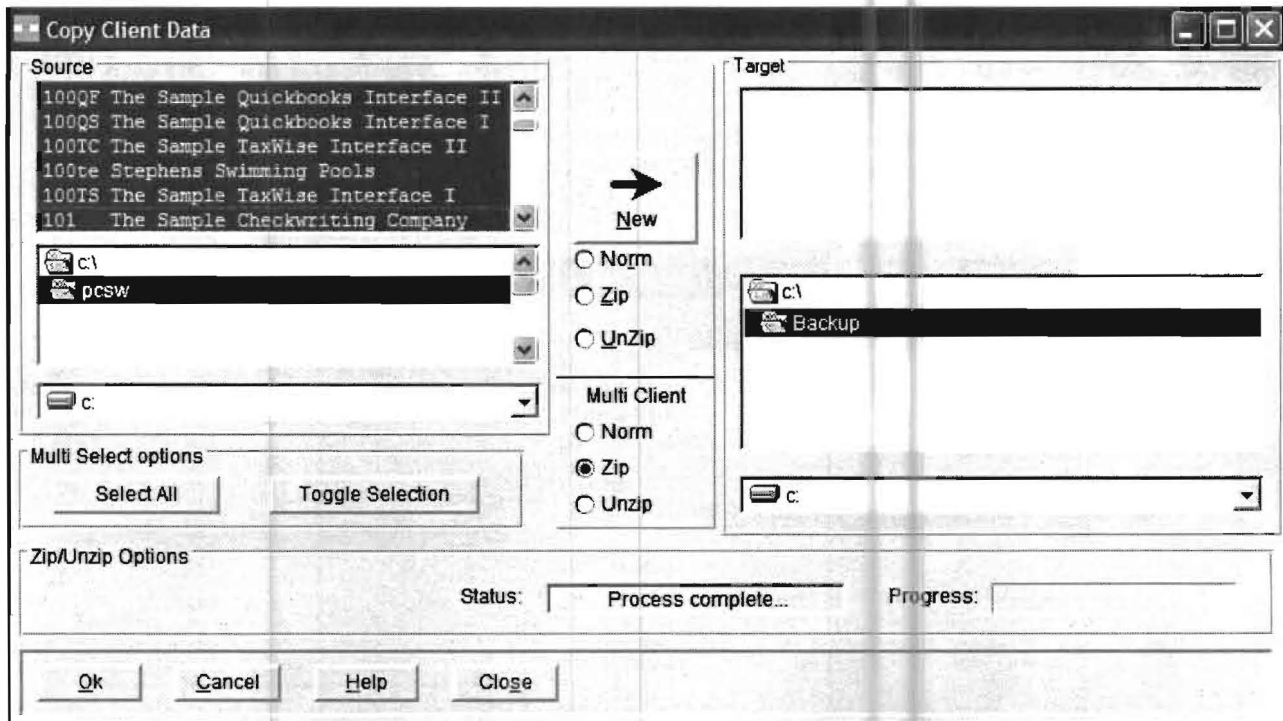 Copy Client Data
Source
100QF The Sample Quickbooks Interface II
100QS The Sample Quickbooks Interface I
100TC The Sample TaxWise Interface II
100te Stephens Swimming Pools
100TS The Sample TaxWise Interface I
101 The Sample Checkwriting Company
c:\
pcsw
c:
Multi Select options
Select All
Toggle Selection
New
Norm
Zip
UnZip
Multi Client
Norm
Zip
Unzip
Target
c:\
Backup
c:
Zip/Unzip Options
Status:
Process complete...
Progress:
Ok
Cancel
Help
Close